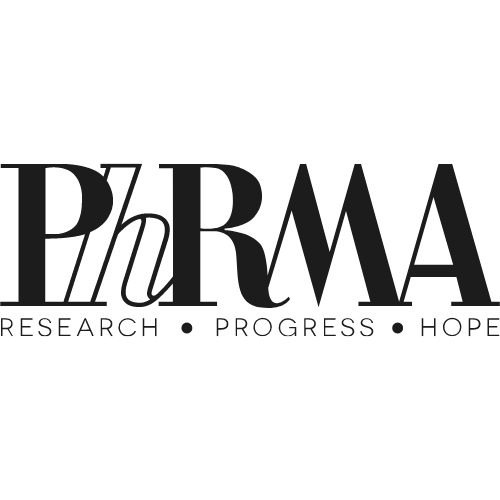 PhRMA
RESEARCH • PROGRESS • HOPE